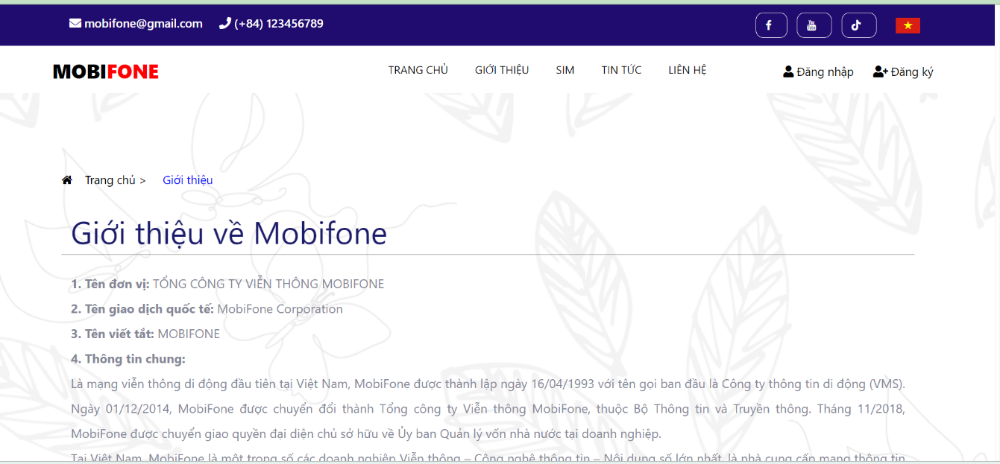 mobifone@gmail.com (+84) 123456789
MOBIFONE TRANG CHỦ GIỚI THIỆU SIM TIN TỨC LIÊN HỆ Đăng nhập Đăng ký
Trang chủ > Giới thiệu
Giới thiệu về Mobifone
1. Tên đơn vị: TỔNG CÔNG TY VIỄN THÔNG MOBIFONE
2. Tên giao dịch quốc tế: MobiFone Corporation
3. Tên viết tắt: MOBIFONE
4. Thông tin chung:
Là mạng viễn thông di động đầu tiên tại Việt Nam, MobiFone được thành lập ngày 16/04/1993 với tên gọi ban đầu là Công ty thông tin di động (VMS).
Ngày 01/12/2014, MobiFone được chuyển đổi thành Tổng công ty Viễn thông MobiFone, thuộc Bộ Thông tin và Truyền thông. Tháng 11/2018,
MobiFone được chuyển giao quyền đại diện chủ sở hữu về Ủy ban Quản lý vốn nhà nước tại doanh nghiệp.
Tại Việt Nam, MobiFone là một trong số các doanh nghiệp Viễn thông – Công nghệ thông tin – Nội dung số lớn nhất, là nhà cung cấp mạng thông tin